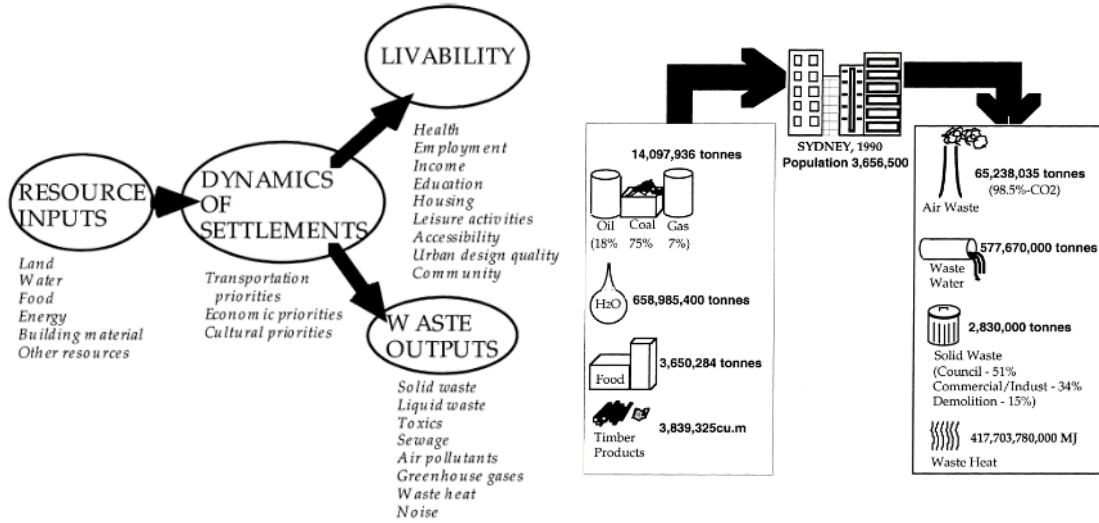 LIVABILITY
Health
Employment
Income
Education
Housing
Leisure activities
Accessibility
Urban design quality
Community
RESOURCE
INPUTS
Land
Water
Food
Energy
Building material
Other resources
DYNAMICS
OF
SETTLEMENTS
Transportation
priorities
Economic priorities
Cultural priorities
WASTE
OUTPUTS
Solid waste
Liquid waste
Toxics
Sewage
Air pollutants
Greenhouse gases
Waste heat
Noise
SYDNEY, 1990
Population 3,656,500
14,097,936 tonnes
Oil Coal Gas
(18% 75% 7%)
H2O
658,985,400 tonnes
Food
3,650,284 tonnes
3,839,325cu.m
Timber
Products
65,238,035 tonnes
(98.5%-CO2)
Air Waste
577,670,000 tonnes
Waste
Water
2,830,000 tonnes
Solid Waste
(Council - 51%
Commercial/Indust - 34%
Demolition - 15%)
417,703,780,000 MJ
Waste Heat